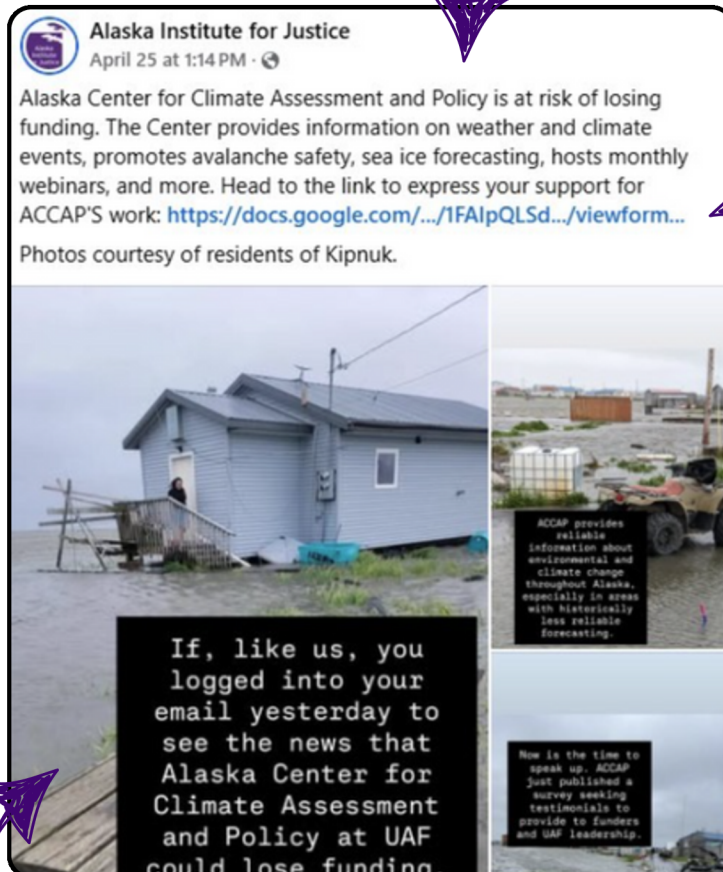 Alaska Institute for Justice
April 25 at 1:14 PM ·
Alaska Center for Climate Assessment and Policy is at risk of losing
funding. The Center provides information on weather and climate
events, promotes avalanche safety, sea ice forecasting, hosts monthly
webinars, and more. Head to the link to express your support for
ACCAP'S work: https://docs.google.com/.../1FAIpQLSd.../viewform...
Photos courtesy of residents of Kipnuk.
If, like us, you
logged into your
email yesterday to
see the news that
Alaska Center for
Climate Assessment
and Policy at UAF
could lose funding,
ACCAP provides
reliable
information about
environmental and
climate change
throughout Alaska,
especially in areas
with historically
less reliable
forecasting.
Now is the time to
speak up. ACCAP
just published a
survey seeking
testimonials to
provide to funders
and UAF leadership.